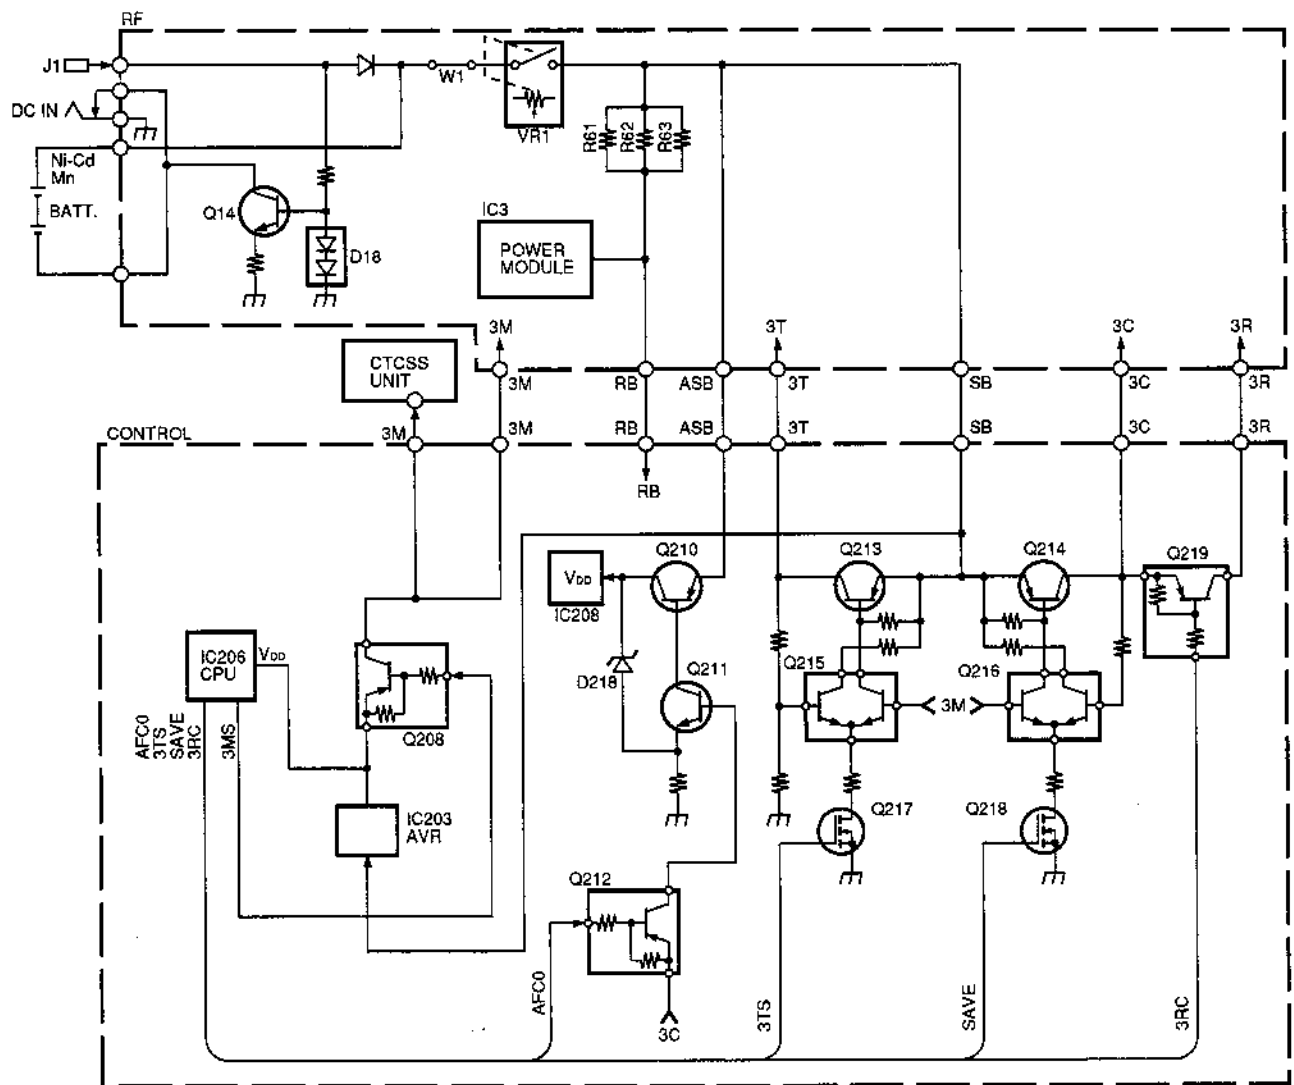 RF
J1
W1
DC IN
VR1
R61
R62
R63
Ni-Cd
Mn
BATT.
Q14
D18
IC3
POWER
MODULE
3M
3T
3C
3R
CTCSS
UNIT
3M
RB
ASB
3T
SB
3C
3R
CONTROL
3M
3M
RB
ASB
3T
SB
3C
3R
RB
Q210
Q213
Q214
Q219
VDD
IC208
IC206
CPU
VDD
D218
Q211
Q215
Q216
3M
Q208
AFC0
3TS
SAVE
3RC
3MS
IC203
AVR
Q217
Q218
Q212
AFC0
3C
3TS
SAVE
3RC